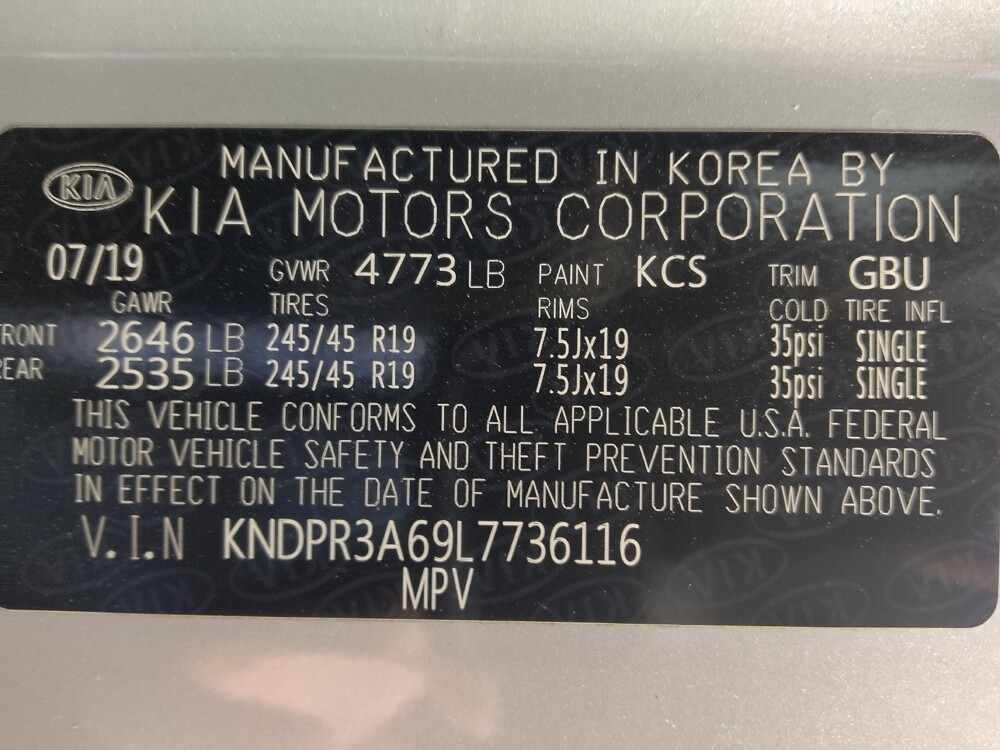 KIA MANUFACTURED IN KOREA BY
KIA MOTORS CORPORATION
07/19 GVWR 4773 LB PAINT KCS TRIM GBU
GAWR TIRES RIMS COLD TIRE INFL
FRONT 2646 LB 245/45 R19 7.5Jx19 35psi SINGLE
REAR 2535 LB 245/45 R19 7.5Jx19 35psi SINGLE
THIS VEHICLE CONFORMS TO ALL APPLICABLE U.S.A. FEDERAL
MOTOR VEHICLE SAFETY AND THEFT PREVENTION STANDARDS
IN EFFECT ON THE DATE OF MANUFACTURE SHOWN ABOVE.
V.I.N KNDPR3A69L7736116
MPV